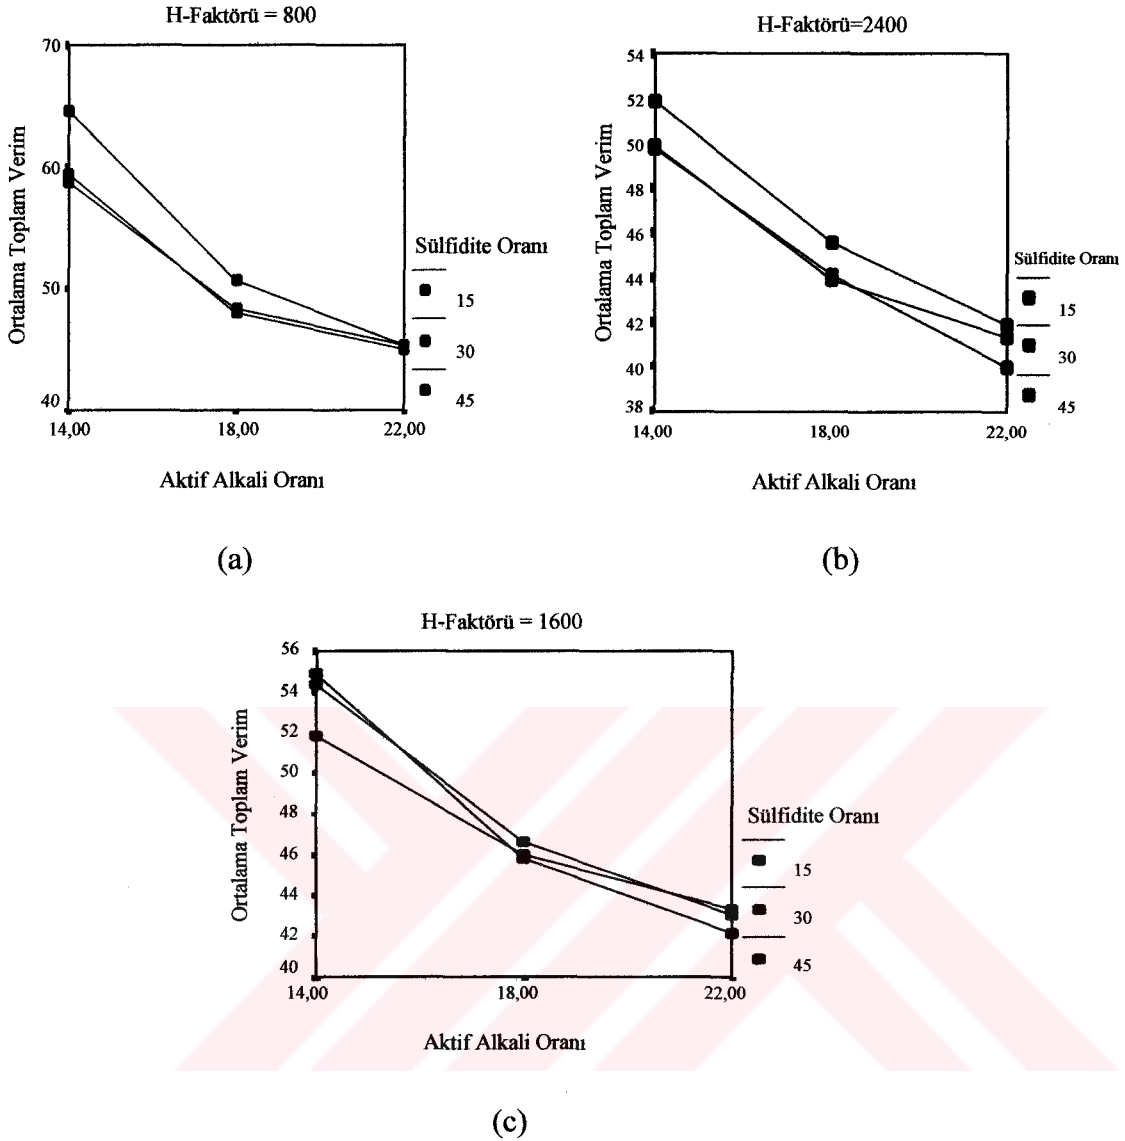 H-Faktörü = 800
70
60
50
40
14,00 18,00 22,00
Ortalama Toplam Verim
Aktif Alkali Oranı
Sülfidite Oranı
15
30
45
(a)
H-Faktörü=2400
54
52
50
48
46
44
42
40
38
14,00 18,00 22,00
Ortalama Toplam Verim
Aktif Alkali Oranı
Sülfidite Oranı
15
30
45
(b)
H-Faktörü = 1600
56
54
52
50
48
46
44
42
40
14,00 18,00 22,00
Ortalama Toplam Verim
Aktif Alkali Oranı
Sülfidite Oranı
15
30
45
(c)